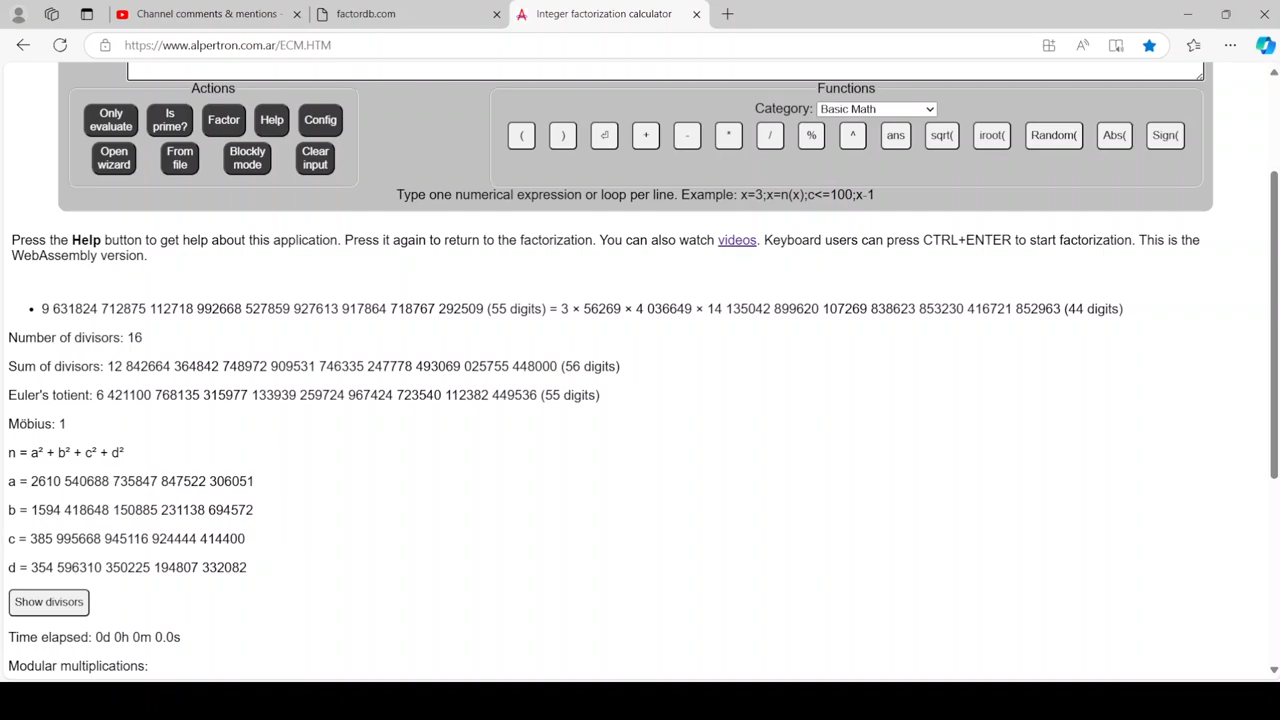 Channel comments & mentions -
factordb.com
Integer factorization calculator
https://www.alpertron.com.ar/ECM.HTM
Actions
Functions
Only evaluate
Is prime?
Factor
Help
Config
Open wizard
From file
Blockly mode
Clear input
Category: Basic Math
( ) ⏎ + - * / % ^ ans sqrt( iroot( Random( Abs( Sign(
Type one numerical expression or loop per line. Example: x=3;x=n(x);c<=100;x-1
Press the Help button to get help about this application. Press it again to return to the factorization. You can also watch videos. Keyboard users can press CTRL+ENTER to start factorization. This is the
WebAssembly version.
• 9 631824 712875 112718 992668 527859 927613 917864 718767 292509 (55 digits) = 3 × 56269 × 4 036649 × 14 135042 899620 107269 838623 853230 416721 852963 (44 digits)
Number of divisors: 16
Sum of divisors: 12 842664 364842 748972 909531 746335 247778 493069 025755 448000 (56 digits)
Euler's totient: 6 421100 768135 315977 133939 259724 967424 723540 112382 449536 (55 digits)
Möbius: 1
n = a² + b² + c² + d²
a = 2610 540688 735847 847522 306051
b = 1594 418648 150885 231138 694572
c = 385 995668 945116 924444 414400
d = 354 596310 350225 194807 332082
Show divisors
Time elapsed: 0d 0h 0m 0.0s
Modular multiplications: